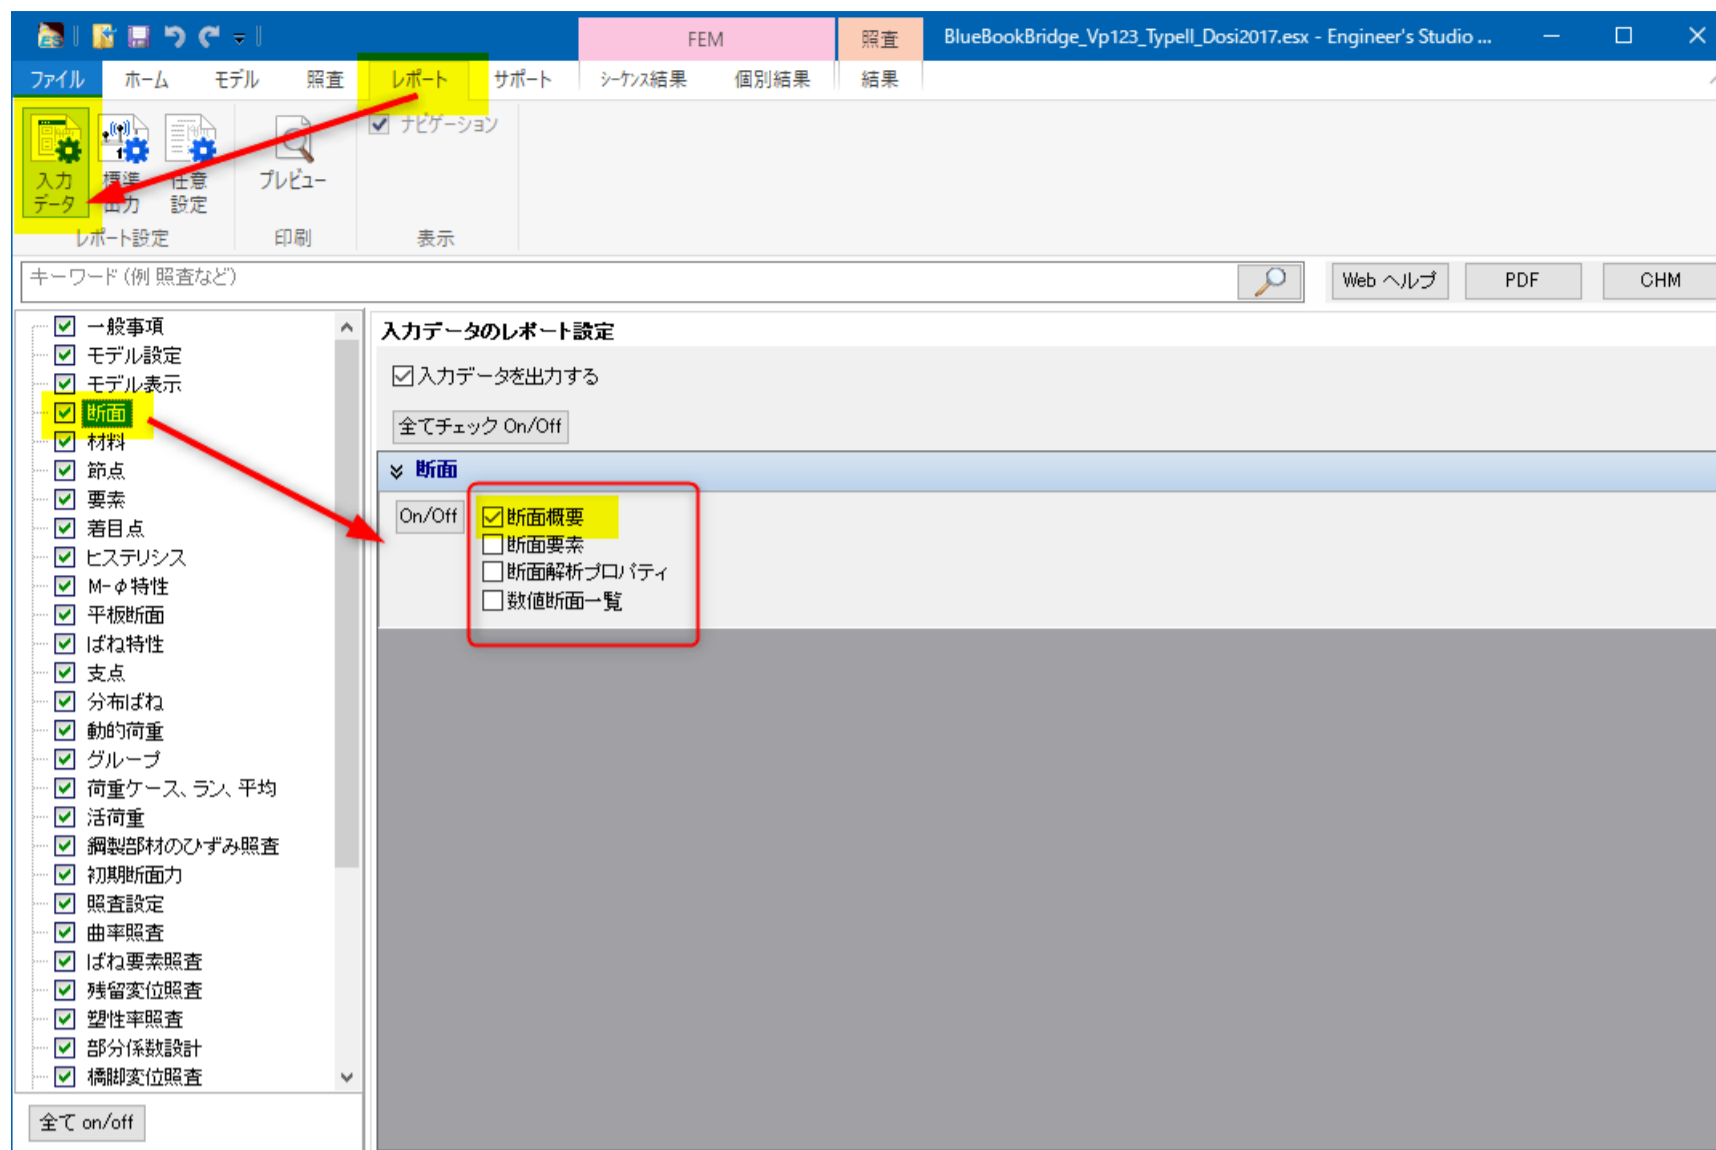 FEM 照査 BlueBookBridge_Vp123_TypeII_Dosi2017.esx - Engineer's Studio ...
ファイル ホーム モデル 照査 レポート サポート シーケンス結果 個別結果 結果
入力データ 標準出力 任意設定 プレビュー ナビゲーション
レポート設定 印刷 表示
キーワード (例 照査など) Web ヘルプ PDF CHM
一般事項
モデル設定
モデル表示
断面
材料
節点
要素
着目点
ヒステリシス
M-φ特性
平板断面
ばね特性
支点
分布ばね
動的荷重
グループ
荷重ケース、ラン、平均
活荷重
鋼製部材のひずみ照査
初期断面力
照査設定
曲率照査
ばね要素照査
残留変位照査
塑性率照査
部分係数設計
橋脚変位照査
全て on/off
入力データのレポート設定
入力データを出力する
全てチェック On/Off
断面
On/Off 断面概要
断面要素
断面解析プロパティ
数値断面一覧